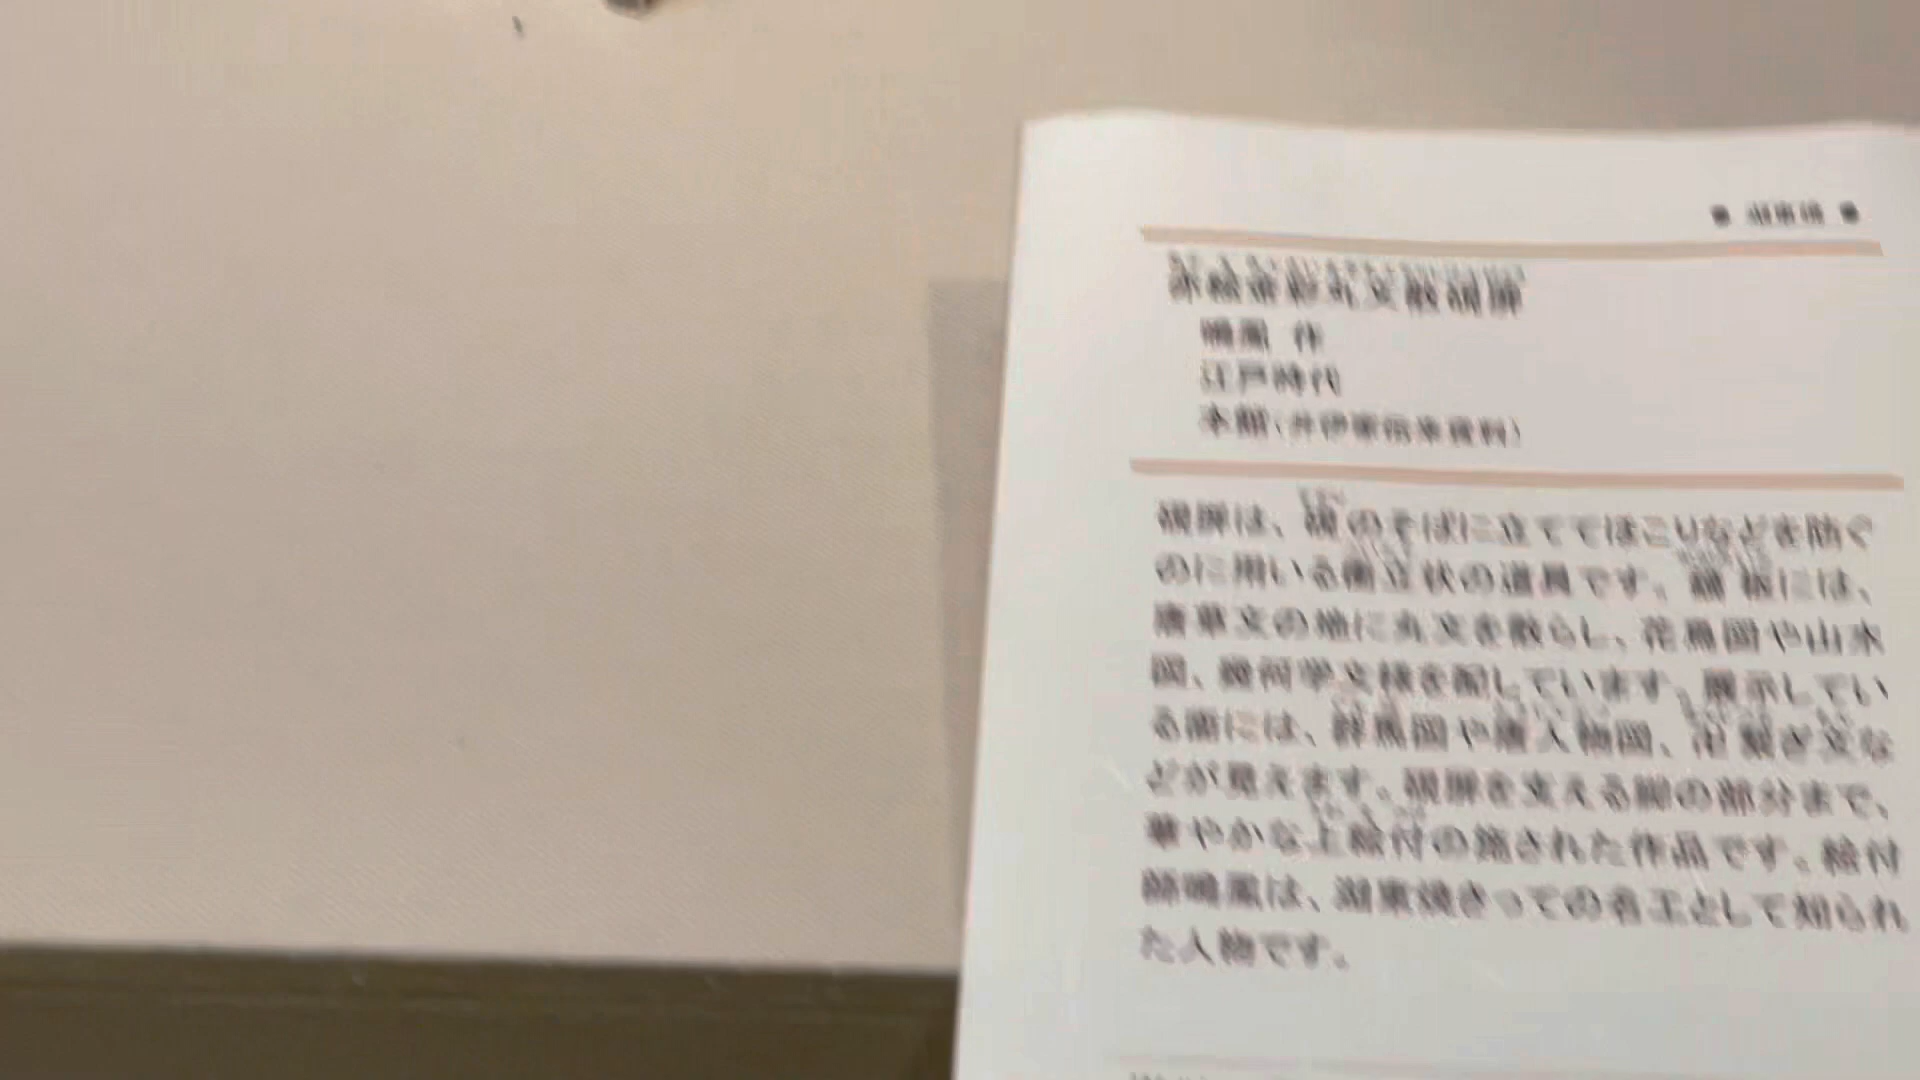 ● 湖東焼 ●
赤絵金彩丸文散硯屏
鳴鳳 作
江戸時代
本館(井伊家伝来資料)
硯屏は、硯のそばに立ててほこりなどを防ぐ
のに用いる衝立状の道具です。には、
唐草文の地に丸文を散らし、花鳥図や山水
図、幾何学文様を配しています。展示してい
る面には、群馬図や唐人物図、卍繋ぎ文な
どが見えます。硯屏を支える脚の部分まで、
華やかな上絵付の施された作品です。絵付
師鳴鳳は、湖東焼きっての名工として知られ
た人物です。